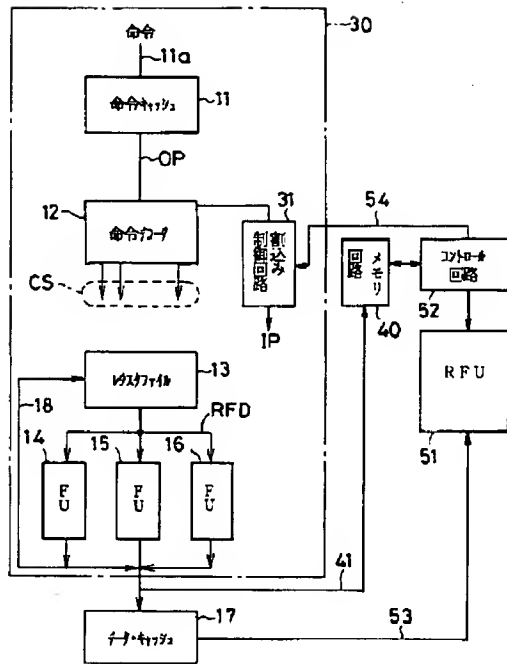 命令
30
11a
命令キャッシュ
11
OP
12
命令デコーダ
31
割込み制御回路
54
メモリ回路
40
コントロール回路
52
CS
IP
RFU
51
レジスタファイル
13
18
RFD
14
15
16
FU
FU
FU
41
17
データ・キャッシュ
53